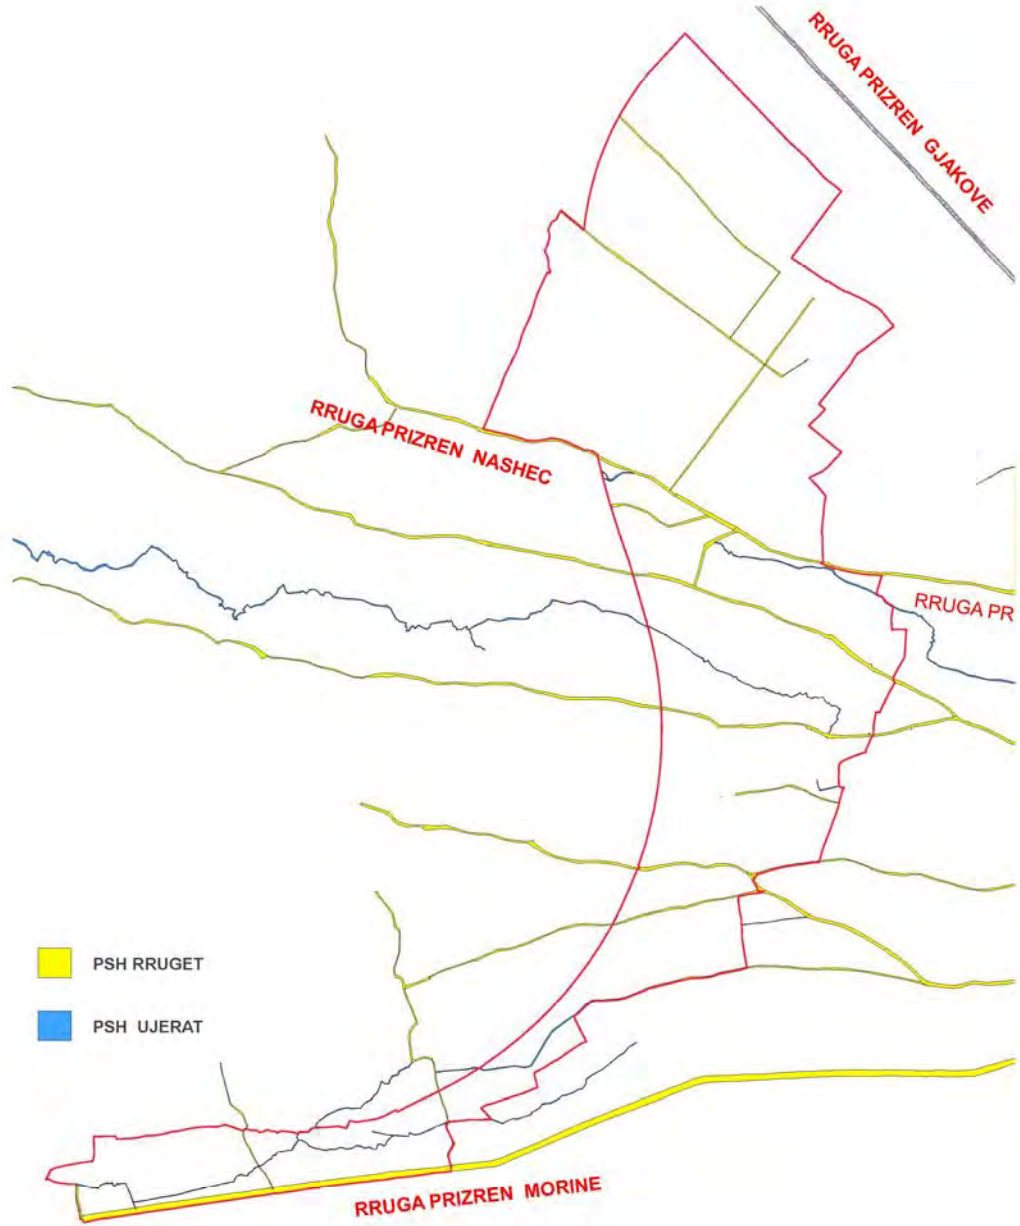 RRUGA PRIZREN GJAKOVE
RRUGA PRIZREN NASHEC
RRUGA PR
PSH RRUGET
PSH UJERAT
RRUGA PRIZREN MORINE